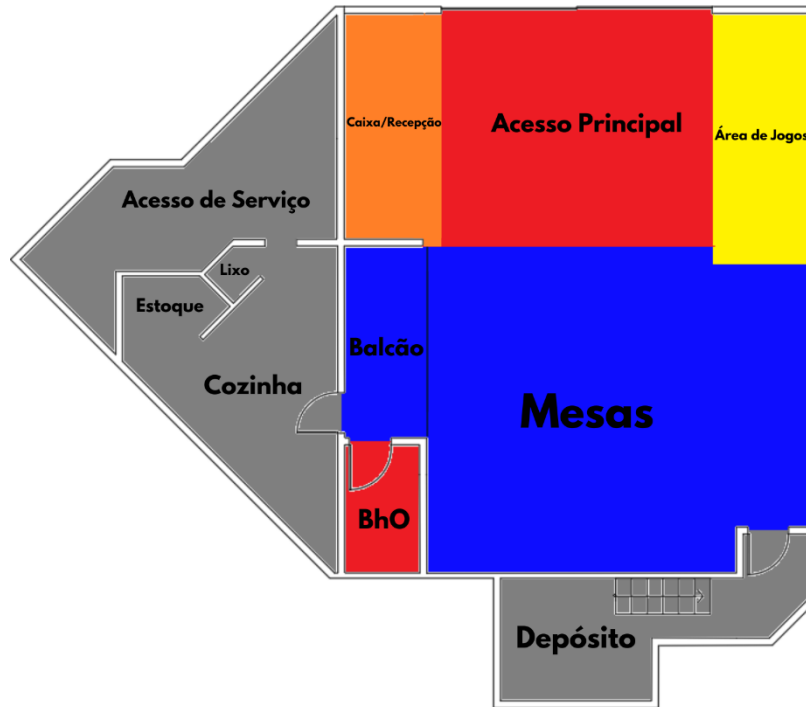 Caixa/Recepção
Acesso Principal
Área de Jogos
Acesso de Serviço
Lixo
Estoque
Balcão
Cozinha
Mesas
BhO
Depósito